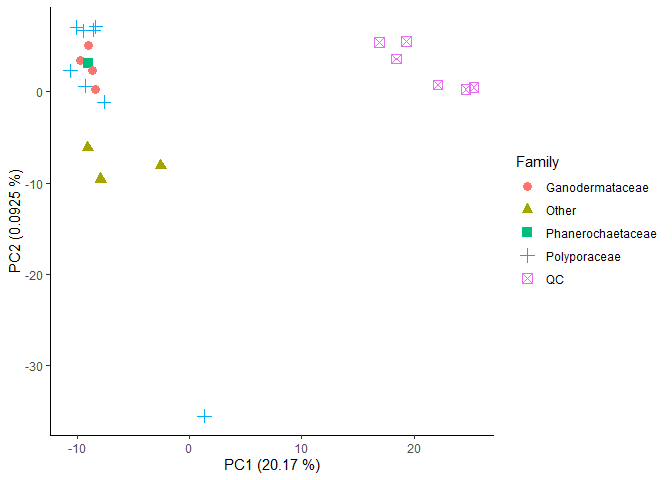 0
-10
-20
-30
PC2 (0.0925 %)
-10
0
10
20
PC1 (20.17 %)
Family
Ganodermataceae
Other
Phanerochaetaceae
Polyporaceae
QC